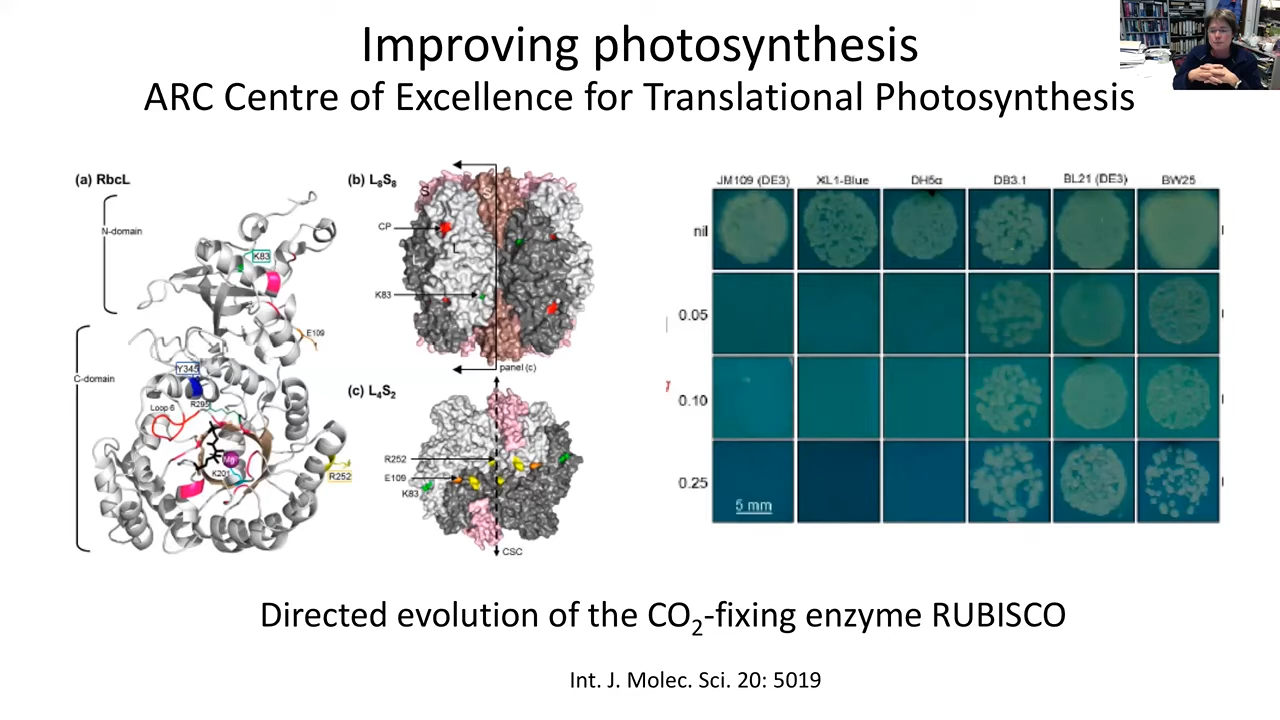 Improving photosynthesis
ARC Centre of Excellence for Translational Photosynthesis
(a) RbcL
N-domain
K83
E109
C-domain
Y345
R295
Loop 6
Mg
K201
R252
(b) L8S8
S
S
CP
L
L
K83
panel (c)
(c) L4S2
R252
E109
K83
CSC
JM109 (DE3) XL1-Blue DH5α DB3.1 BL21 (DE3) BW25
nil
0.05
0.10
0.25
5 mm
Directed evolution of the CO2-fixing enzyme RUBISCO
Int. J. Molec. Sci. 20: 5019